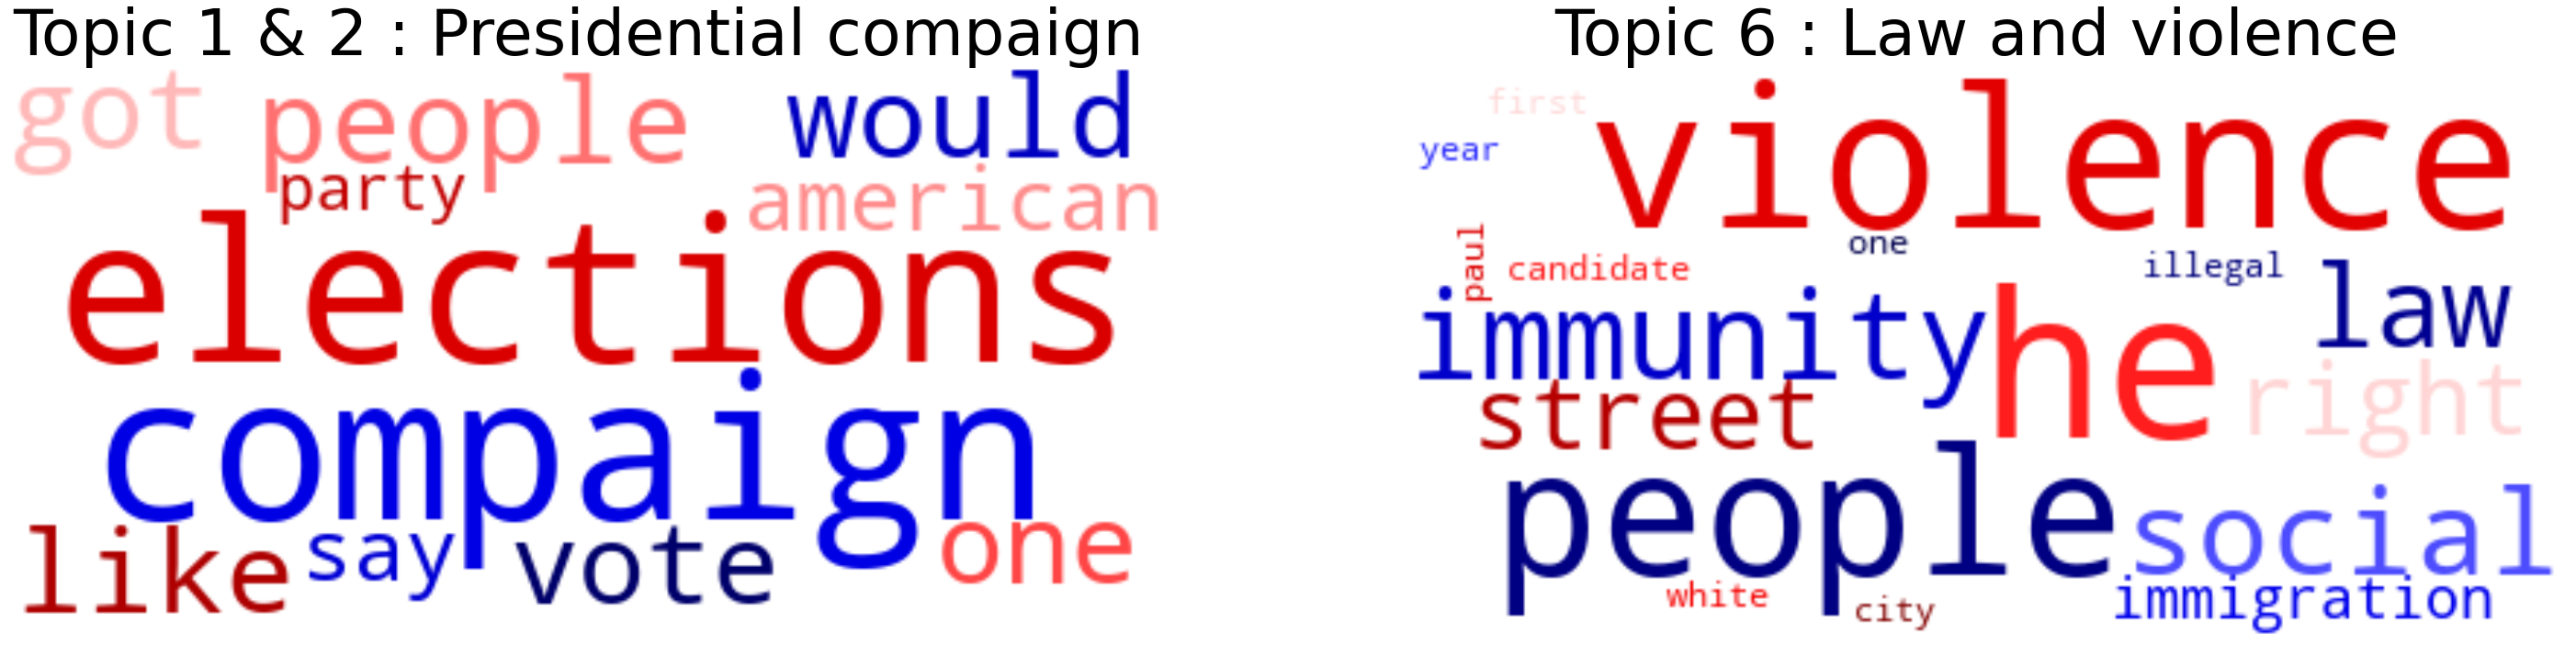 Topic 1 & 2 : Presidential compaign
got people would
party american
elections
compaign
like say vote one
Topic 6 : Law and violence
first
year violence
paul candidate one illegal
immunity he law
street right
people social
white city immigration